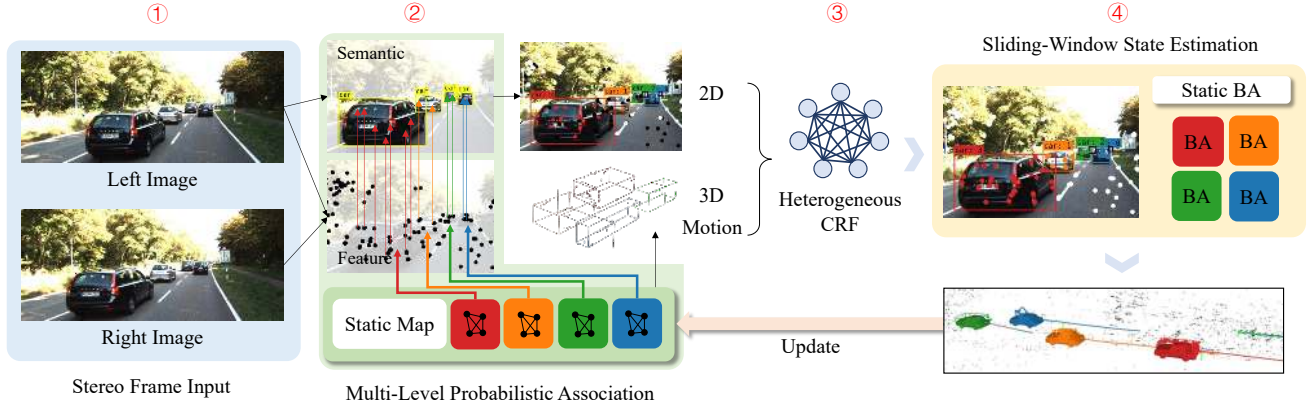 ①
②
③
④
Left Image
Right Image
Stereo Frame Input
Semantic
Feature
Static Map
Multi-Level Probabilistic Association
2D
3D
Motion
Heterogeneous
CRF
Sliding-Window State Estimation
Static BA
BA BA
BA BA
Update